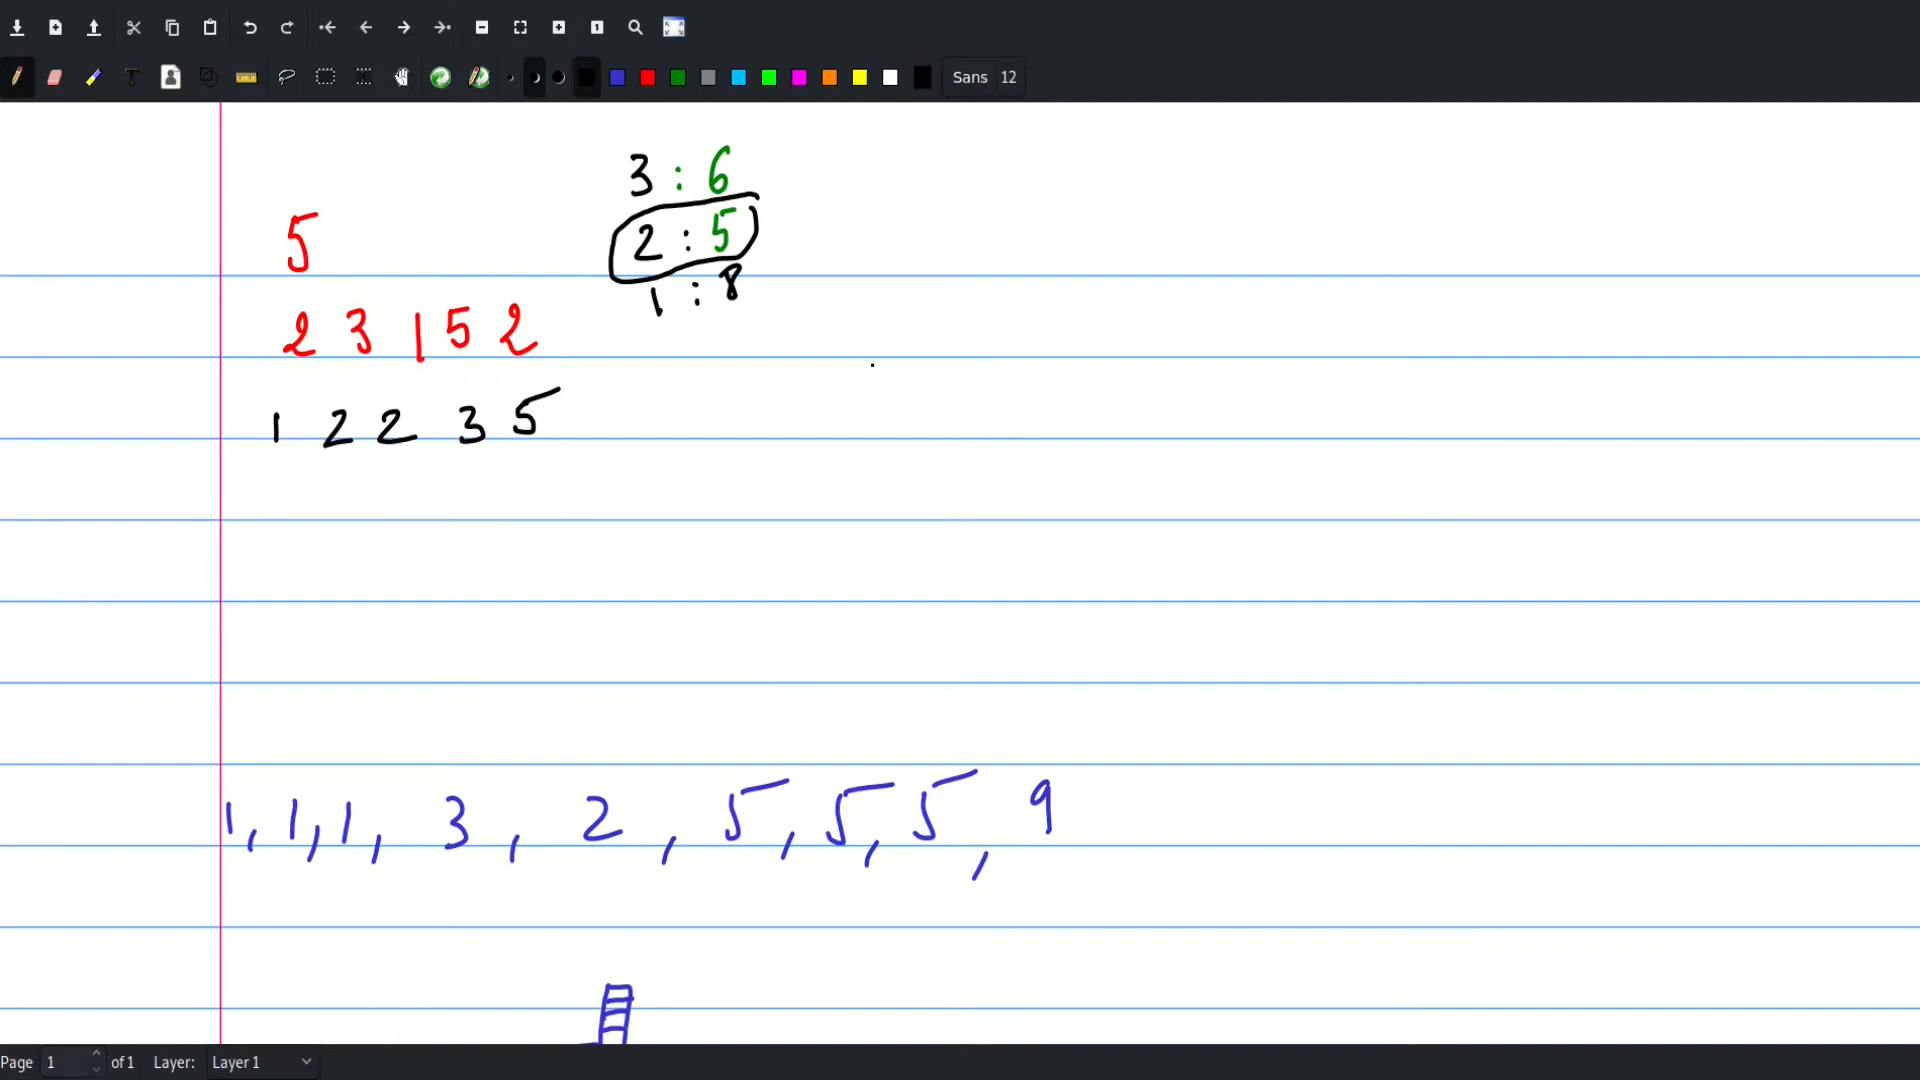 Sans 12
3 : 6
5
2 : 5
1 : 8
2 3 1 5 2
1 2 2 3 5
1, 1, 1, 3, 2, 5, 5, 5, 9
Page 1 of 1 Layer: Layer 1